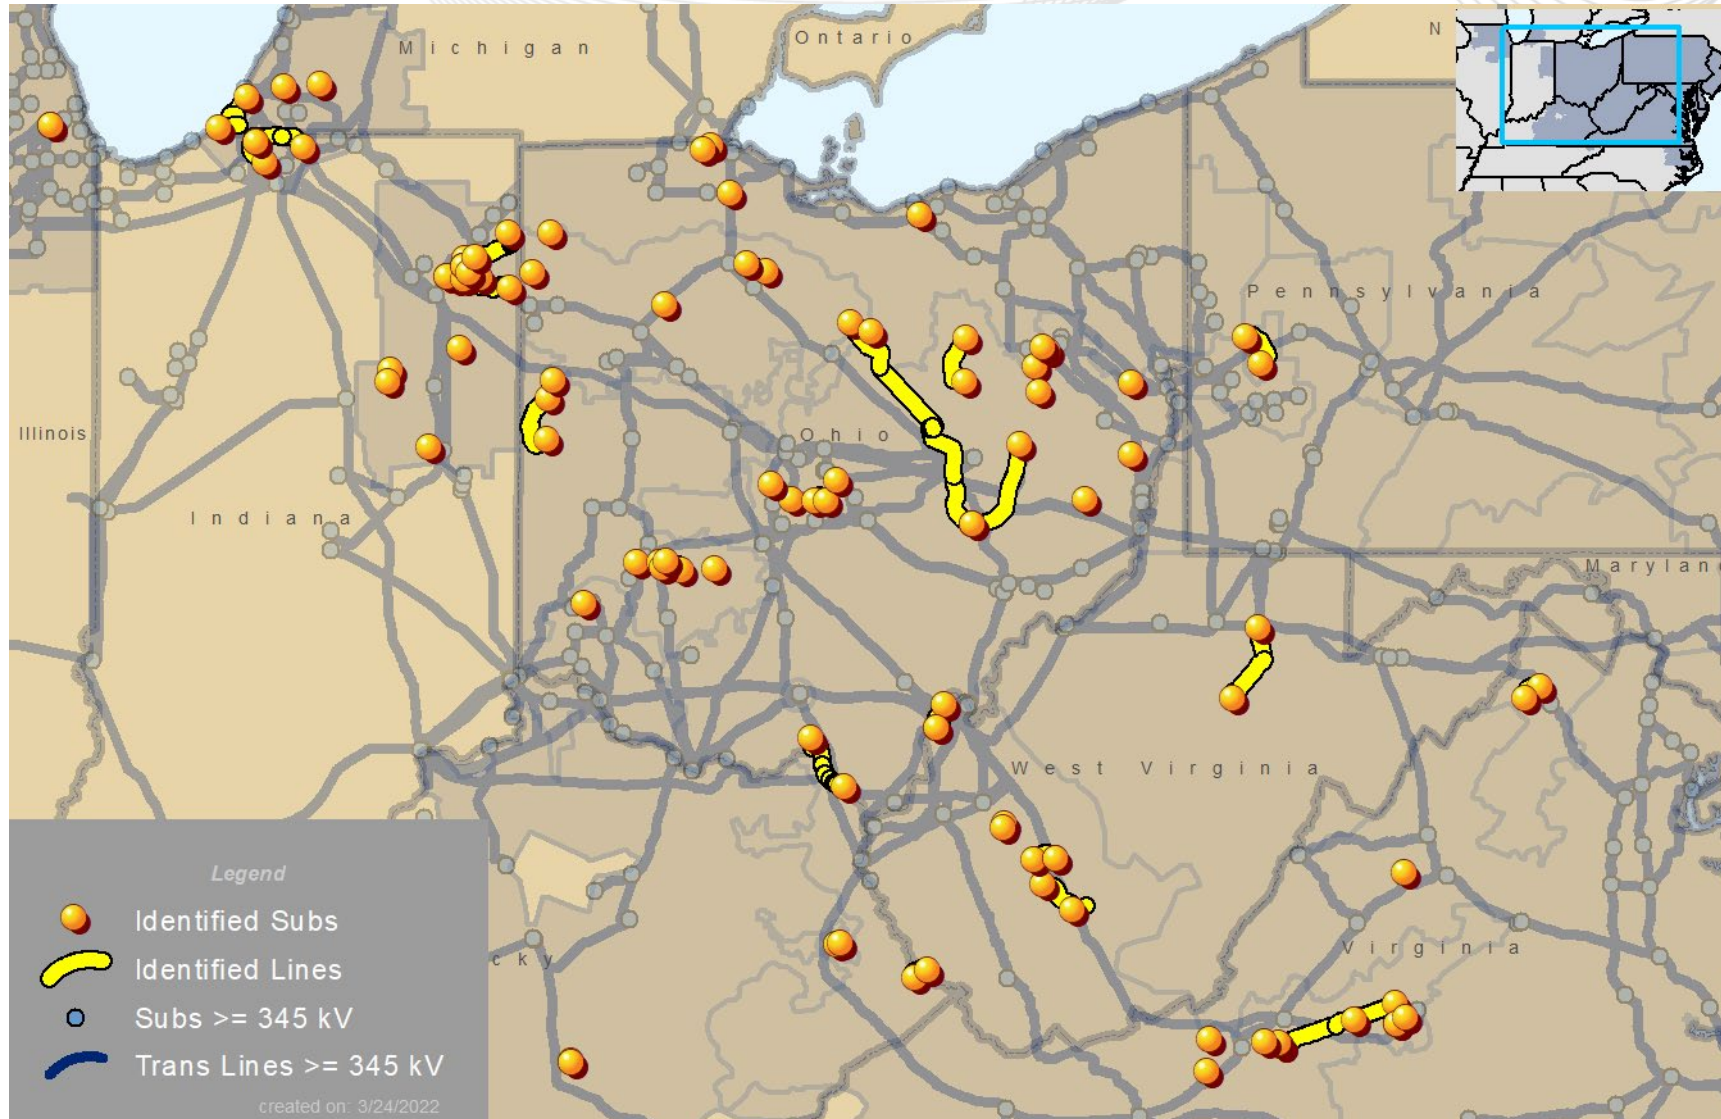 Michigan
Ontario
N
Pennsylvania
Illinois
Ohio
Indiana
Maryland
West Virginia
Virginia
cky
Legend
Identified Subs
Identified Lines
Subs >= 345 kV
Trans Lines >= 345 kV
created on: 3/24/2022